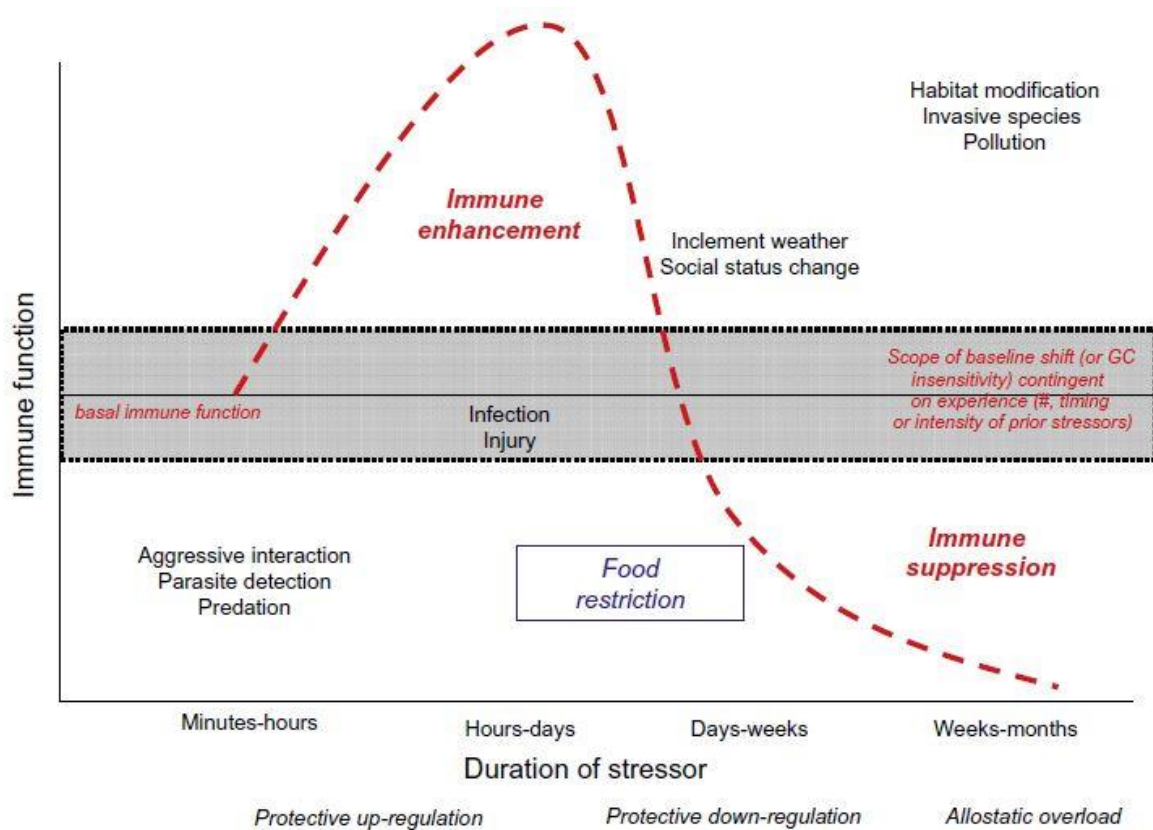 Habitat modification
Invasive species
Pollution
Immune
enhancement
Inclement weather
Social status change
Immune function
Scope of baseline shift (or GC
insensitivity) contingent
on experience (#, timing
or intensity of prior stressors)
basal immune function
Infection
Injury
Aggressive interaction
Parasite detection
Predation
Food
restriction
Immune
suppression
Minutes-hours
Hours-days
Days-weeks
Weeks-months
Duration of stressor
Protective up-regulation
Protective down-regulation
Allostatic overload